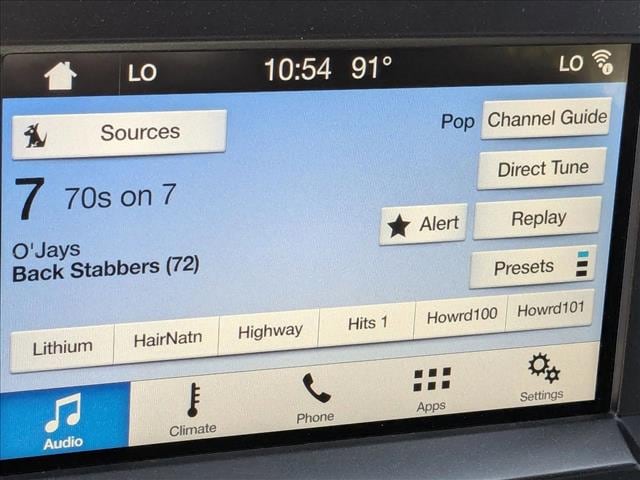 LO 10:54 91° LO
Sources
Pop Channel Guide
7 70s on 7
Direct Tune
Alert Replay
O'Jays
Back Stabbers (72)
Presets
Lithium HairNatn Highway Hits 1 Howrd100 Howrd101
Audio Climate Phone Apps Settings